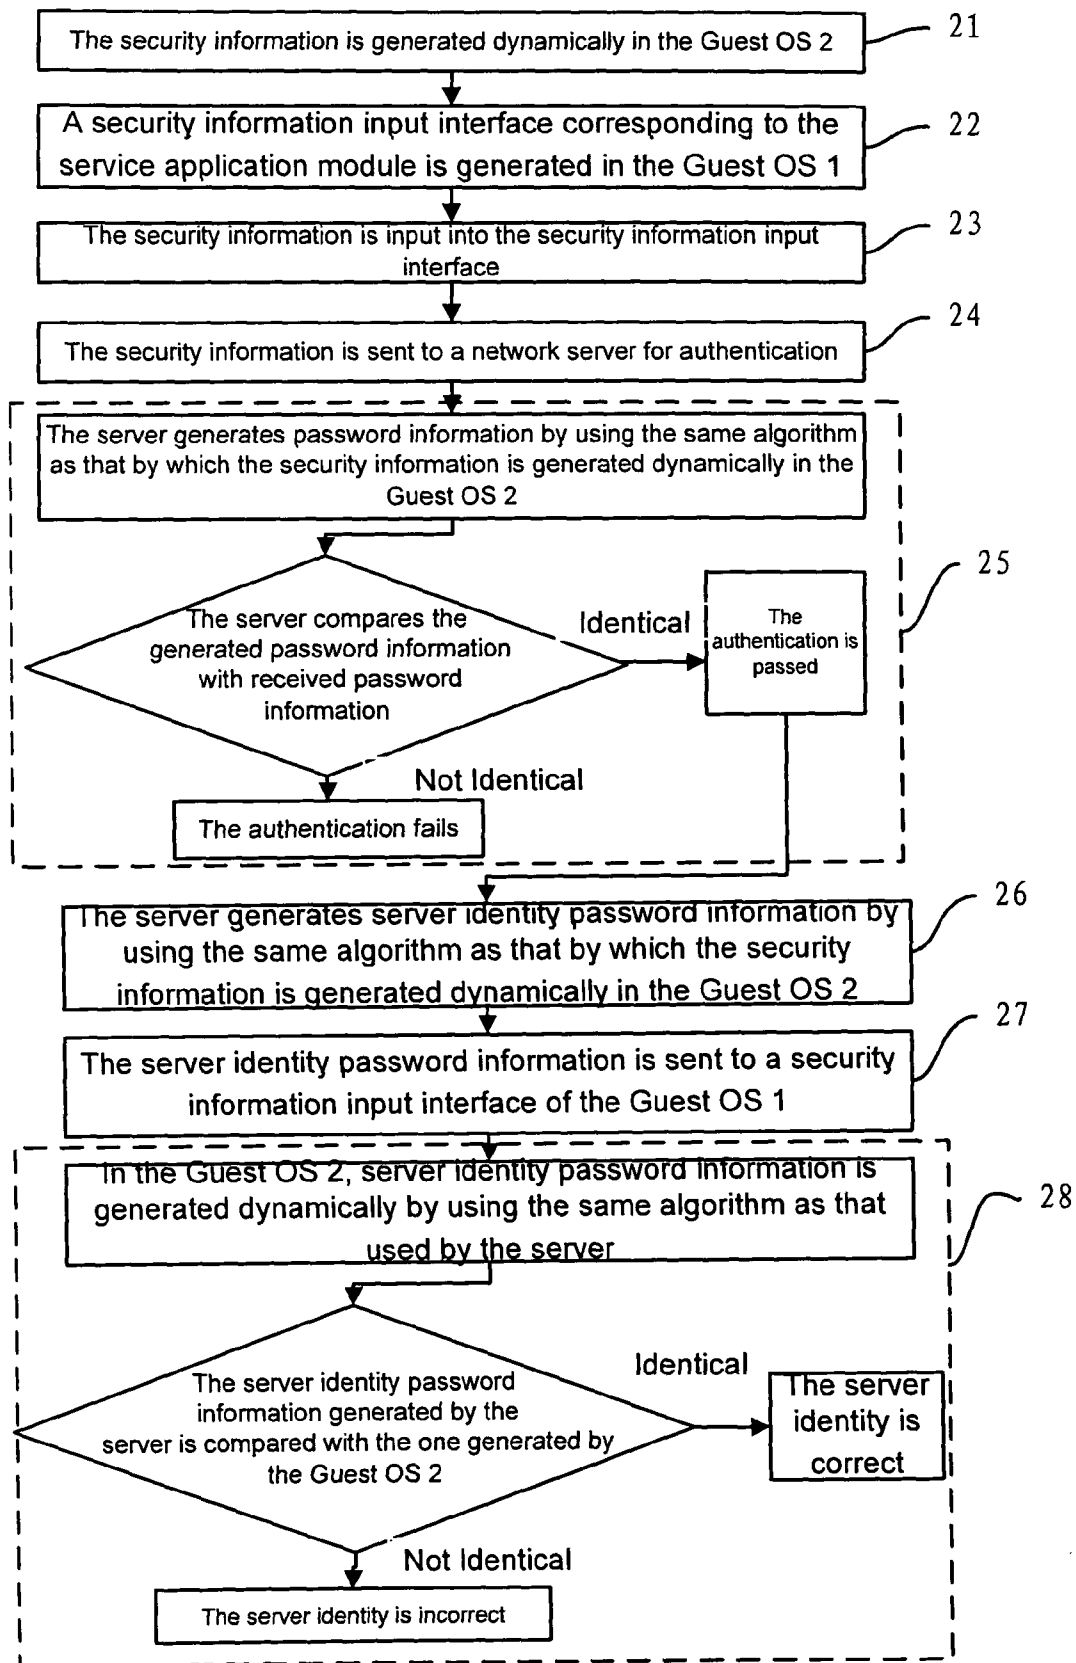 The security information is generated dynamically in the Guest OS 2
21
A security information input interface corresponding to the
service application module is generated in the Guest OS 1
22
The security information is input into the security information input
interface
23
The security information is sent to a network server for authentication
24
The server generates password information by using the same algorithm
as that by which the security information is generated dynamically in the
Guest OS 2
25
The server compares the
generated password information
with received password
information
Identical
The
authentication is
passed
Not Identical
The authentication fails
The server generates server identity password information by
using the same algorithm as that by which the security
information is generated dynamically in the Guest OS 2
26
The server identity password information is sent to a security
information input interface of the Guest OS 1
27
In the Guest OS 2, server identity password information is
generated dynamically by using the same algorithm as that
used by the server
28
The server identity password
information generated by the
server is compared with the one generated by
the Guest OS 2
Identical
The server
identity is
correct
Not Identical
The server identity is incorrect